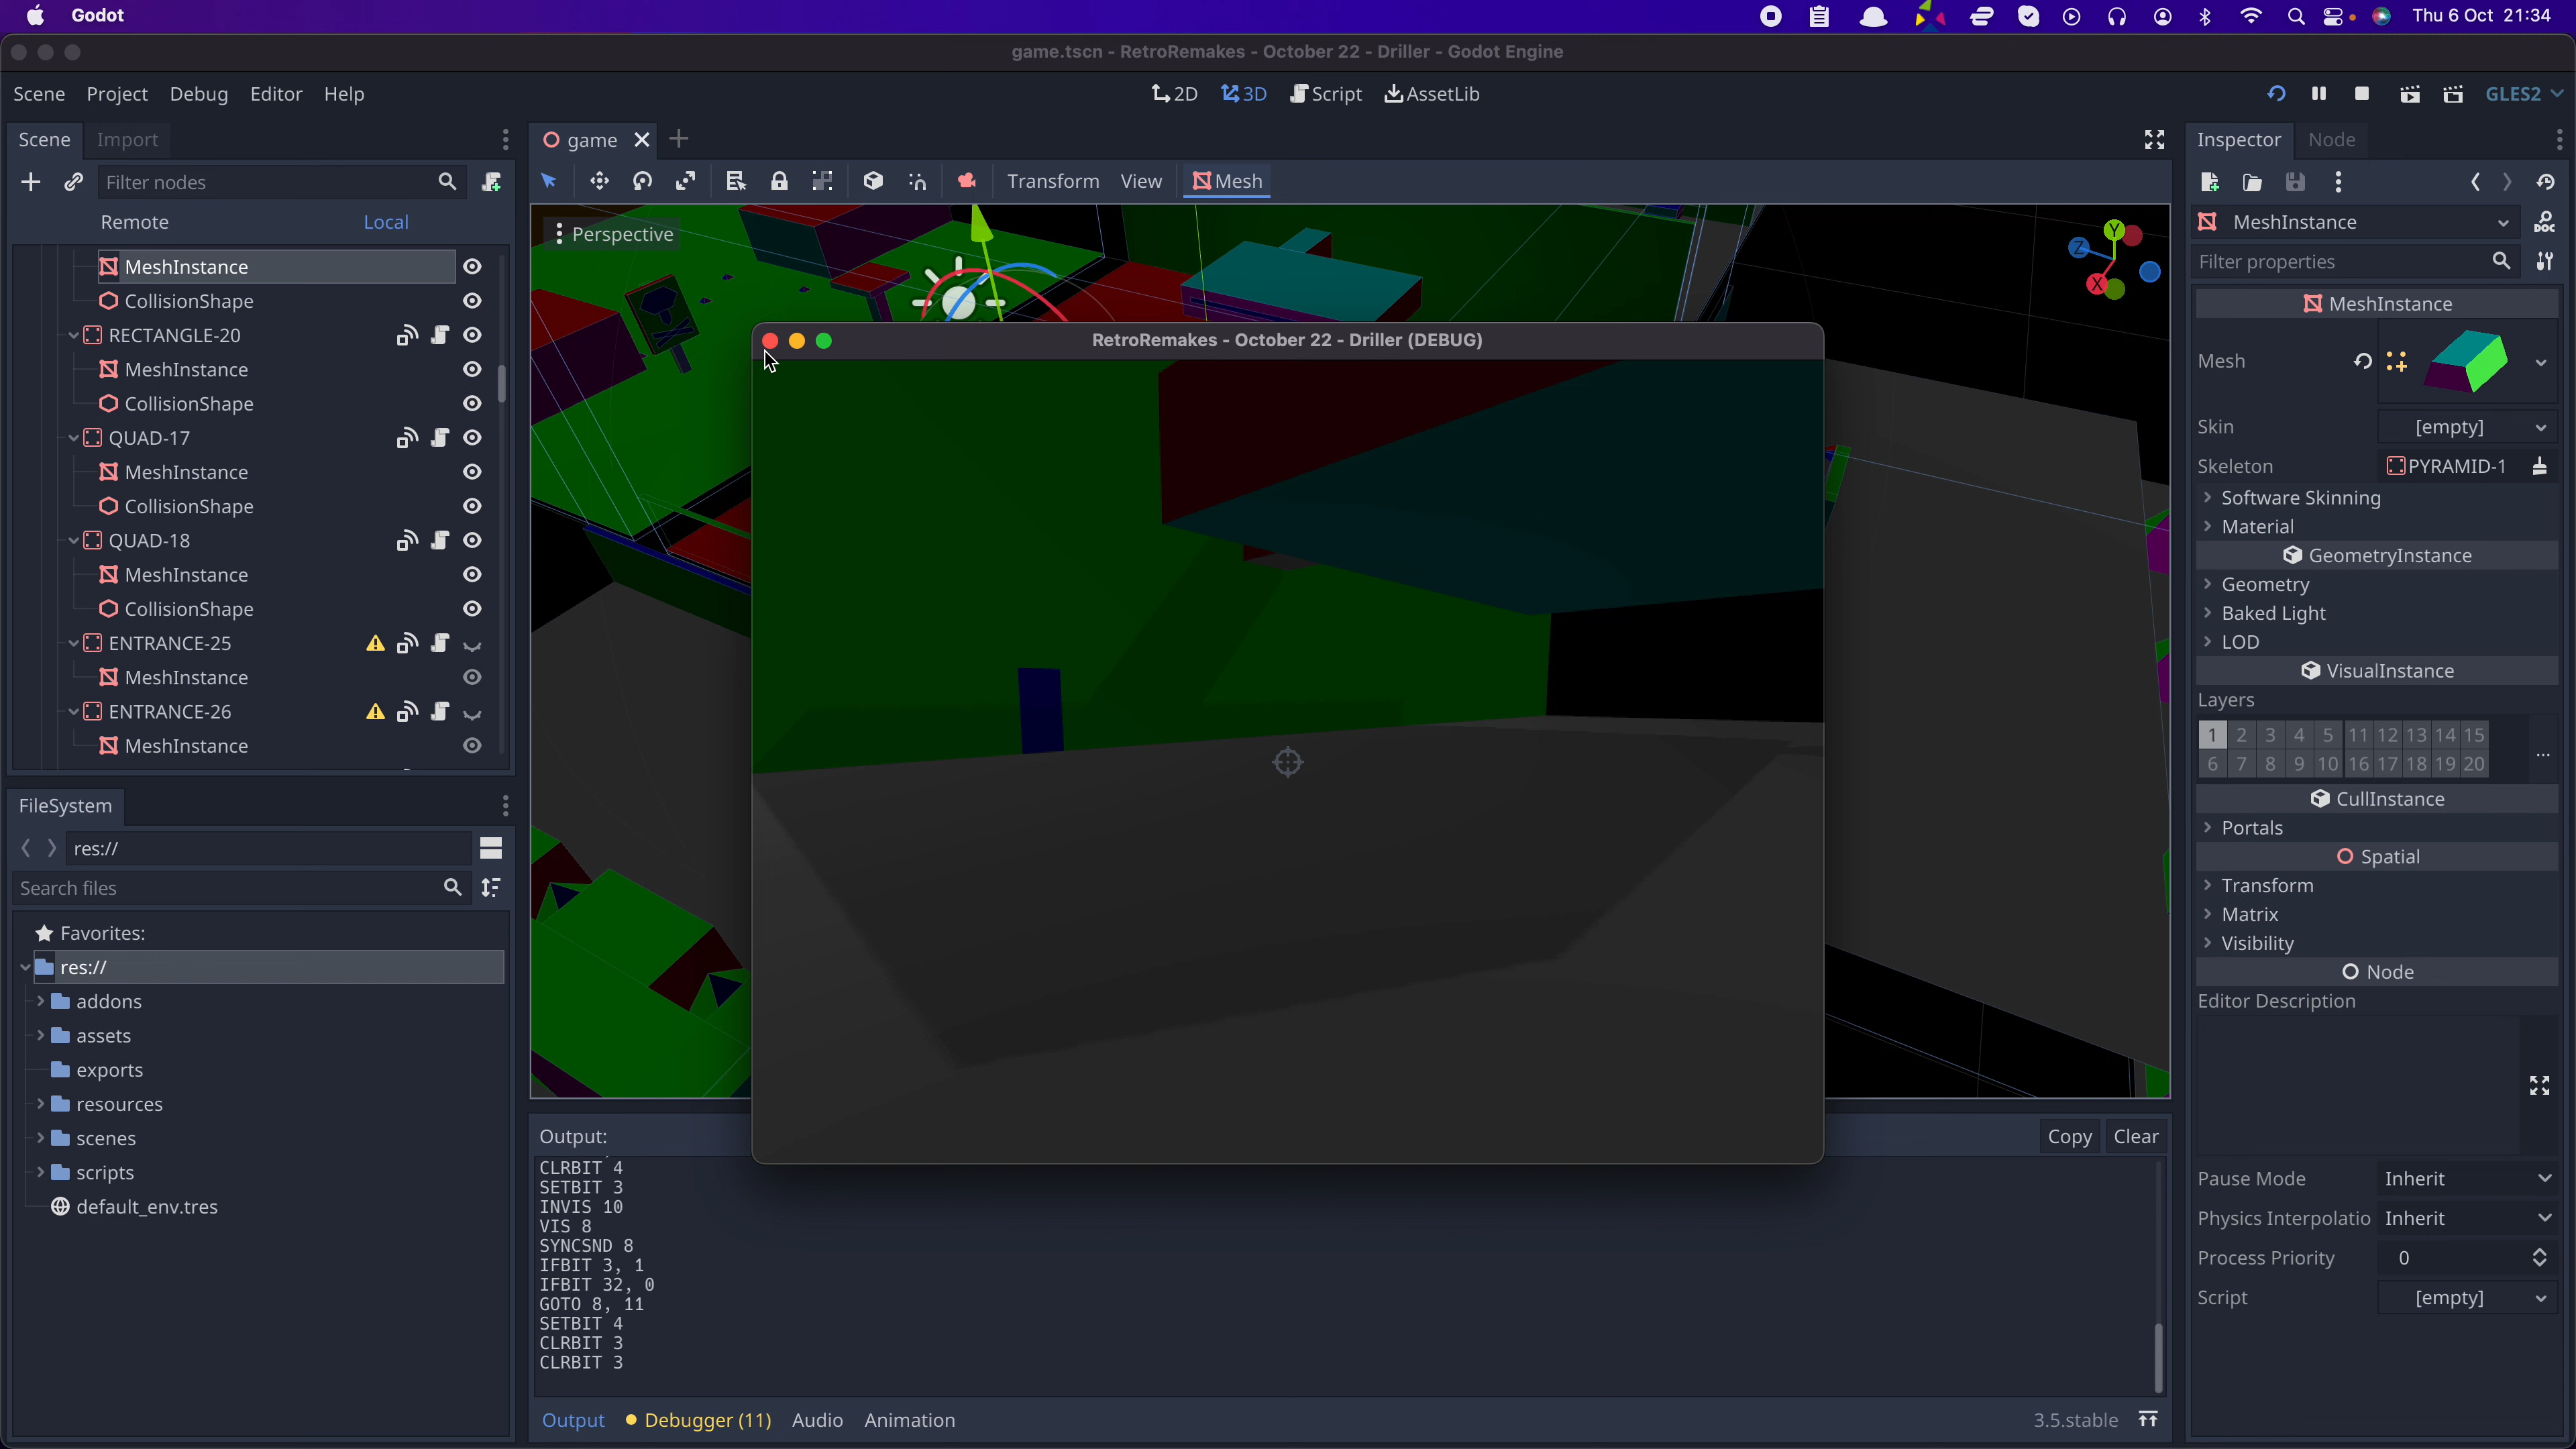 Godot
Thu 6 Oct 21:34
game.tscn - RetroRemakes - October 22 - Driller - Godot Engine
Scene Project Debug Editor Help
2D 3D Script AssetLib
GLES2
Scene Import
game
Inspector Node
Filter nodes
Transform View Mesh
Remote Local
Perspective
Y
Z
X
MeshInstance
CollisionShape
RECTANGLE-20
MeshInstance
CollisionShape
QUAD-17
MeshInstance
CollisionShape
QUAD-18
MeshInstance
CollisionShape
ENTRANCE-25
MeshInstance
ENTRANCE-26
MeshInstance
RetroRemakes - October 22 - Driller (DEBUG)
MeshInstance
DOC
Filter properties
MeshInstance
Mesh
Skin [empty]
Skeleton PYRAMID-1
Software Skinning
Material
GeometryInstance
Geometry
Baked Light
LOD
VisualInstance
Layers
1 2 3 4 5 11 12 13 14 15
6 7 8 9 10 16 17 18 19 20
...
CullInstance
Portals
Spatial
Transform
Matrix
Visibility
Node
Editor Description
Pause Mode Inherit
Physics Interpolatio Inherit
Process Priority 0
Script [empty]
FileSystem
res://
Search files
Favorites:
res://
addons
assets
exports
resources
scenes
scripts
default_env.tres
Output:
Copy Clear
CLRBIT 4
SETBIT 3
INVIS 10
VIS 8
SYNCSND 8
IFBIT 3, 1
IFBIT 32, 0
GOTO 8, 11
SETBIT 4
CLRBIT 3
CLRBIT 3
Output Debugger (11) Audio Animation
3.5.stable